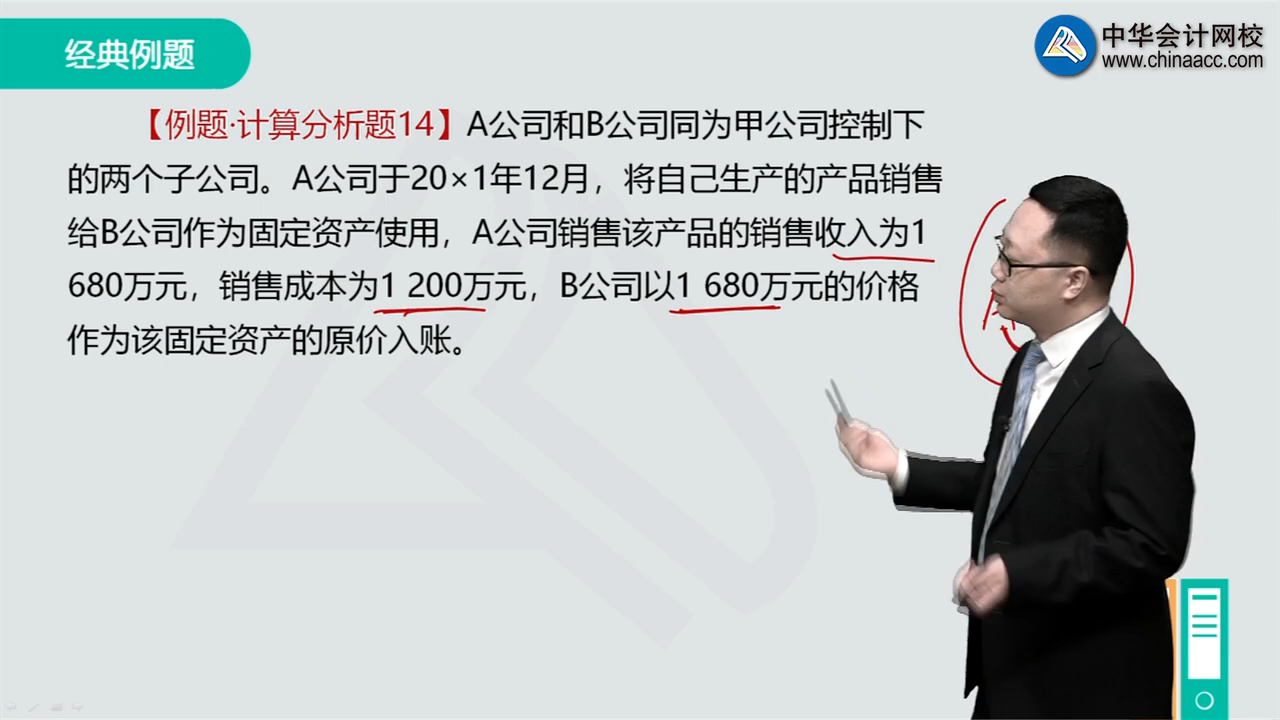 经典例题
中华会计网校
www.chinaacc.com
【例题·计算分析题14】A公司和B公司同为甲公司控制下
的两个子公司。A公司于20×1年12月，将自己生产的产品销售
给B公司作为固定资产使用，A公司销售该产品的销售收入为1
680万元，销售成本为1 200万元，B公司以1 680万元的价格
作为该固定资产的原价入账。